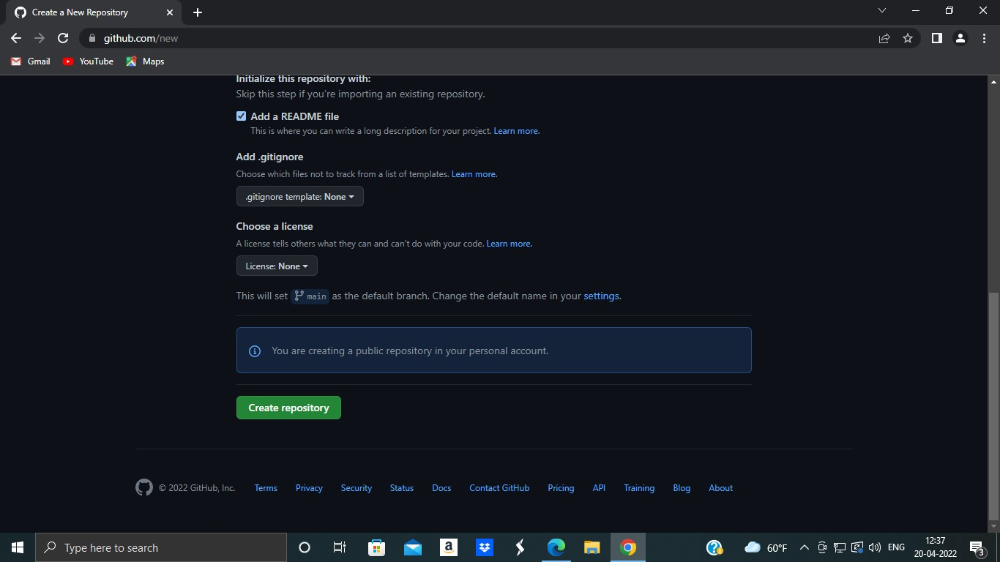 Create a New Repository
github.com/new
Gmail YouTube Maps
Initialize this repository with:
Skip this step if you're importing an existing repository.
Add a README file
This is where you can write a long description for your project. Learn more.
Add .gitignore
Choose which files not to track from a list of templates. Learn more.
.gitignore template: None
Choose a license
A license tells others what they can and can't do with your code. Learn more.
License: None
This will set main as the default branch. Change the default name in your settings.
You are creating a public repository in your personal account.
Create repository
© 2022 GitHub, Inc. Terms Privacy Security Status Docs Contact GitHub Pricing API Training Blog About
Type here to search
60°F
ENG
12:37
20-04-2022
3